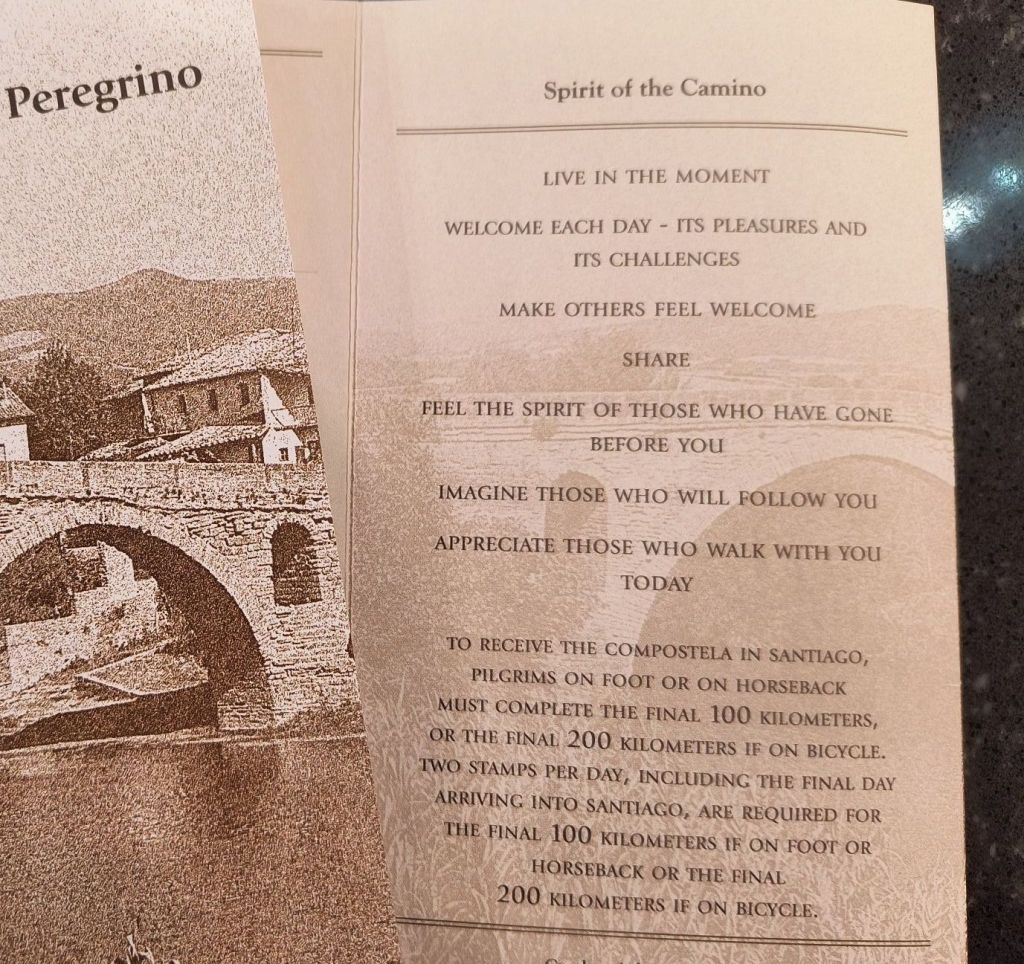 Peregrino
Spirit of the Camino
LIVE IN THE MOMENT
WELCOME EACH DAY - ITS PLEASURES AND
ITS CHALLENGES
MAKE OTHERS FEEL WELCOME
SHARE
FEEL THE SPIRIT OF THOSE WHO HAVE GONE
BEFORE YOU
IMAGINE THOSE WHO WILL FOLLOW YOU
APPRECIATE THOSE WHO WALK WITH YOU
TODAY
TO RECEIVE THE COMPOSTELA IN SANTIAGO,
PILGRIMS ON FOOT OR ON HORSEBACK
MUST COMPLETE THE FINAL 100 KILOMETERS,
OR THE FINAL 200 KILOMETERS IF ON BICYCLE.
TWO STAMPS PER DAY, INCLUDING THE FINAL DAY
ARRIVING INTO SANTIAGO, ARE REQUIRED FOR
THE FINAL 100 KILOMETERS IF ON FOOT OR
HORSEBACK OR THE FINAL
200 KILOMETERS IF ON BICYCLE.